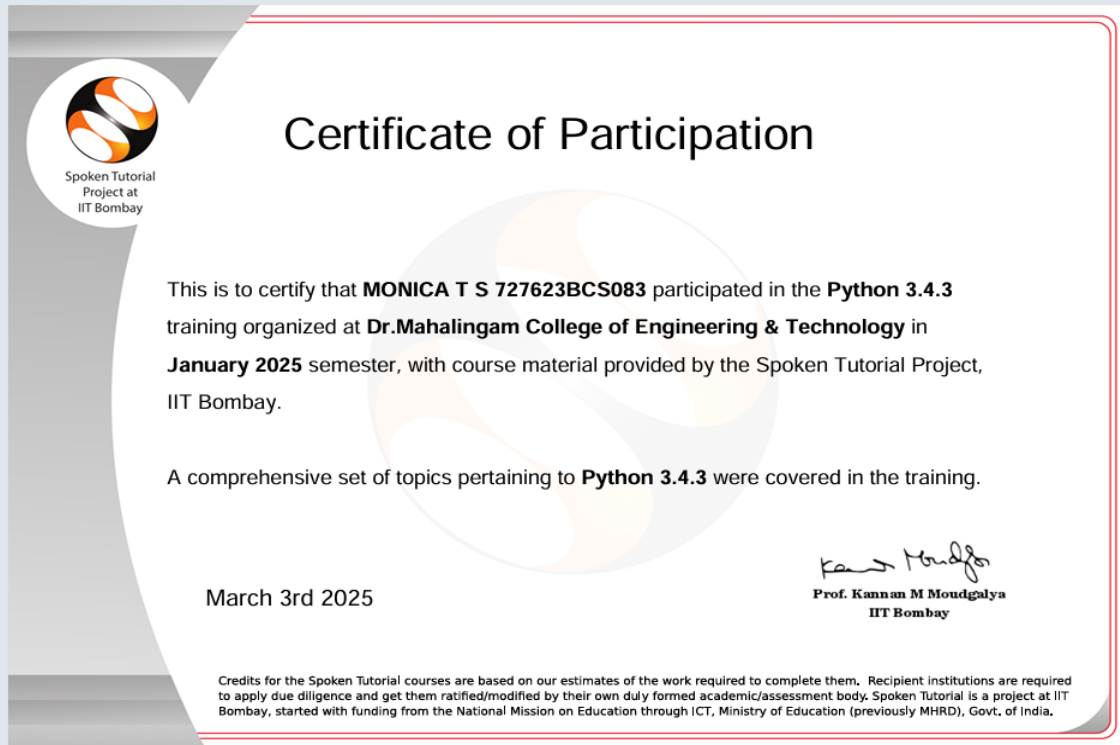 Spoken Tutorial
Project at
IIT Bombay
Certificate of Participation
This is to certify that MONICA T S 727623BCS083 participated in the Python 3.4.3
training organized at Dr.Mahalingam College of Engineering & Technology in
January 2025 semester, with course material provided by the Spoken Tutorial Project,
IIT Bombay.
A comprehensive set of topics pertaining to Python 3.4.3 were covered in the training.
March 3rd 2025
Prof. Kannan M Moudgalya
IIT Bombay
Credits for the Spoken Tutorial courses are based on our estimates of the work required to complete them. Recipient institutions are required
to apply due diligence and get them ratified/modified by their own duly formed academic/assessment body. Spoken Tutorial is a project at IIT
Bombay, started with funding from the National Mission on Education through ICT, Ministry of Education (previously MHRD), Govt. of India.